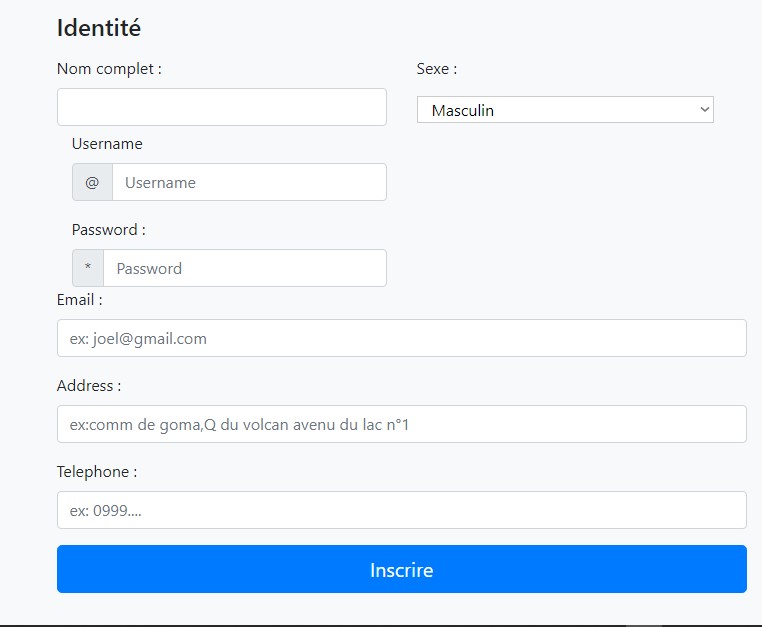 Identité
Nom complet :
Sexe :
Masculin
Username
@ Username
Password :
* Password
Email :
ex: joel@gmail.com
Address :
ex:comm de goma,Q du volcan avenu du lac n°1
Telephone :
ex: 0999....
Inscrire